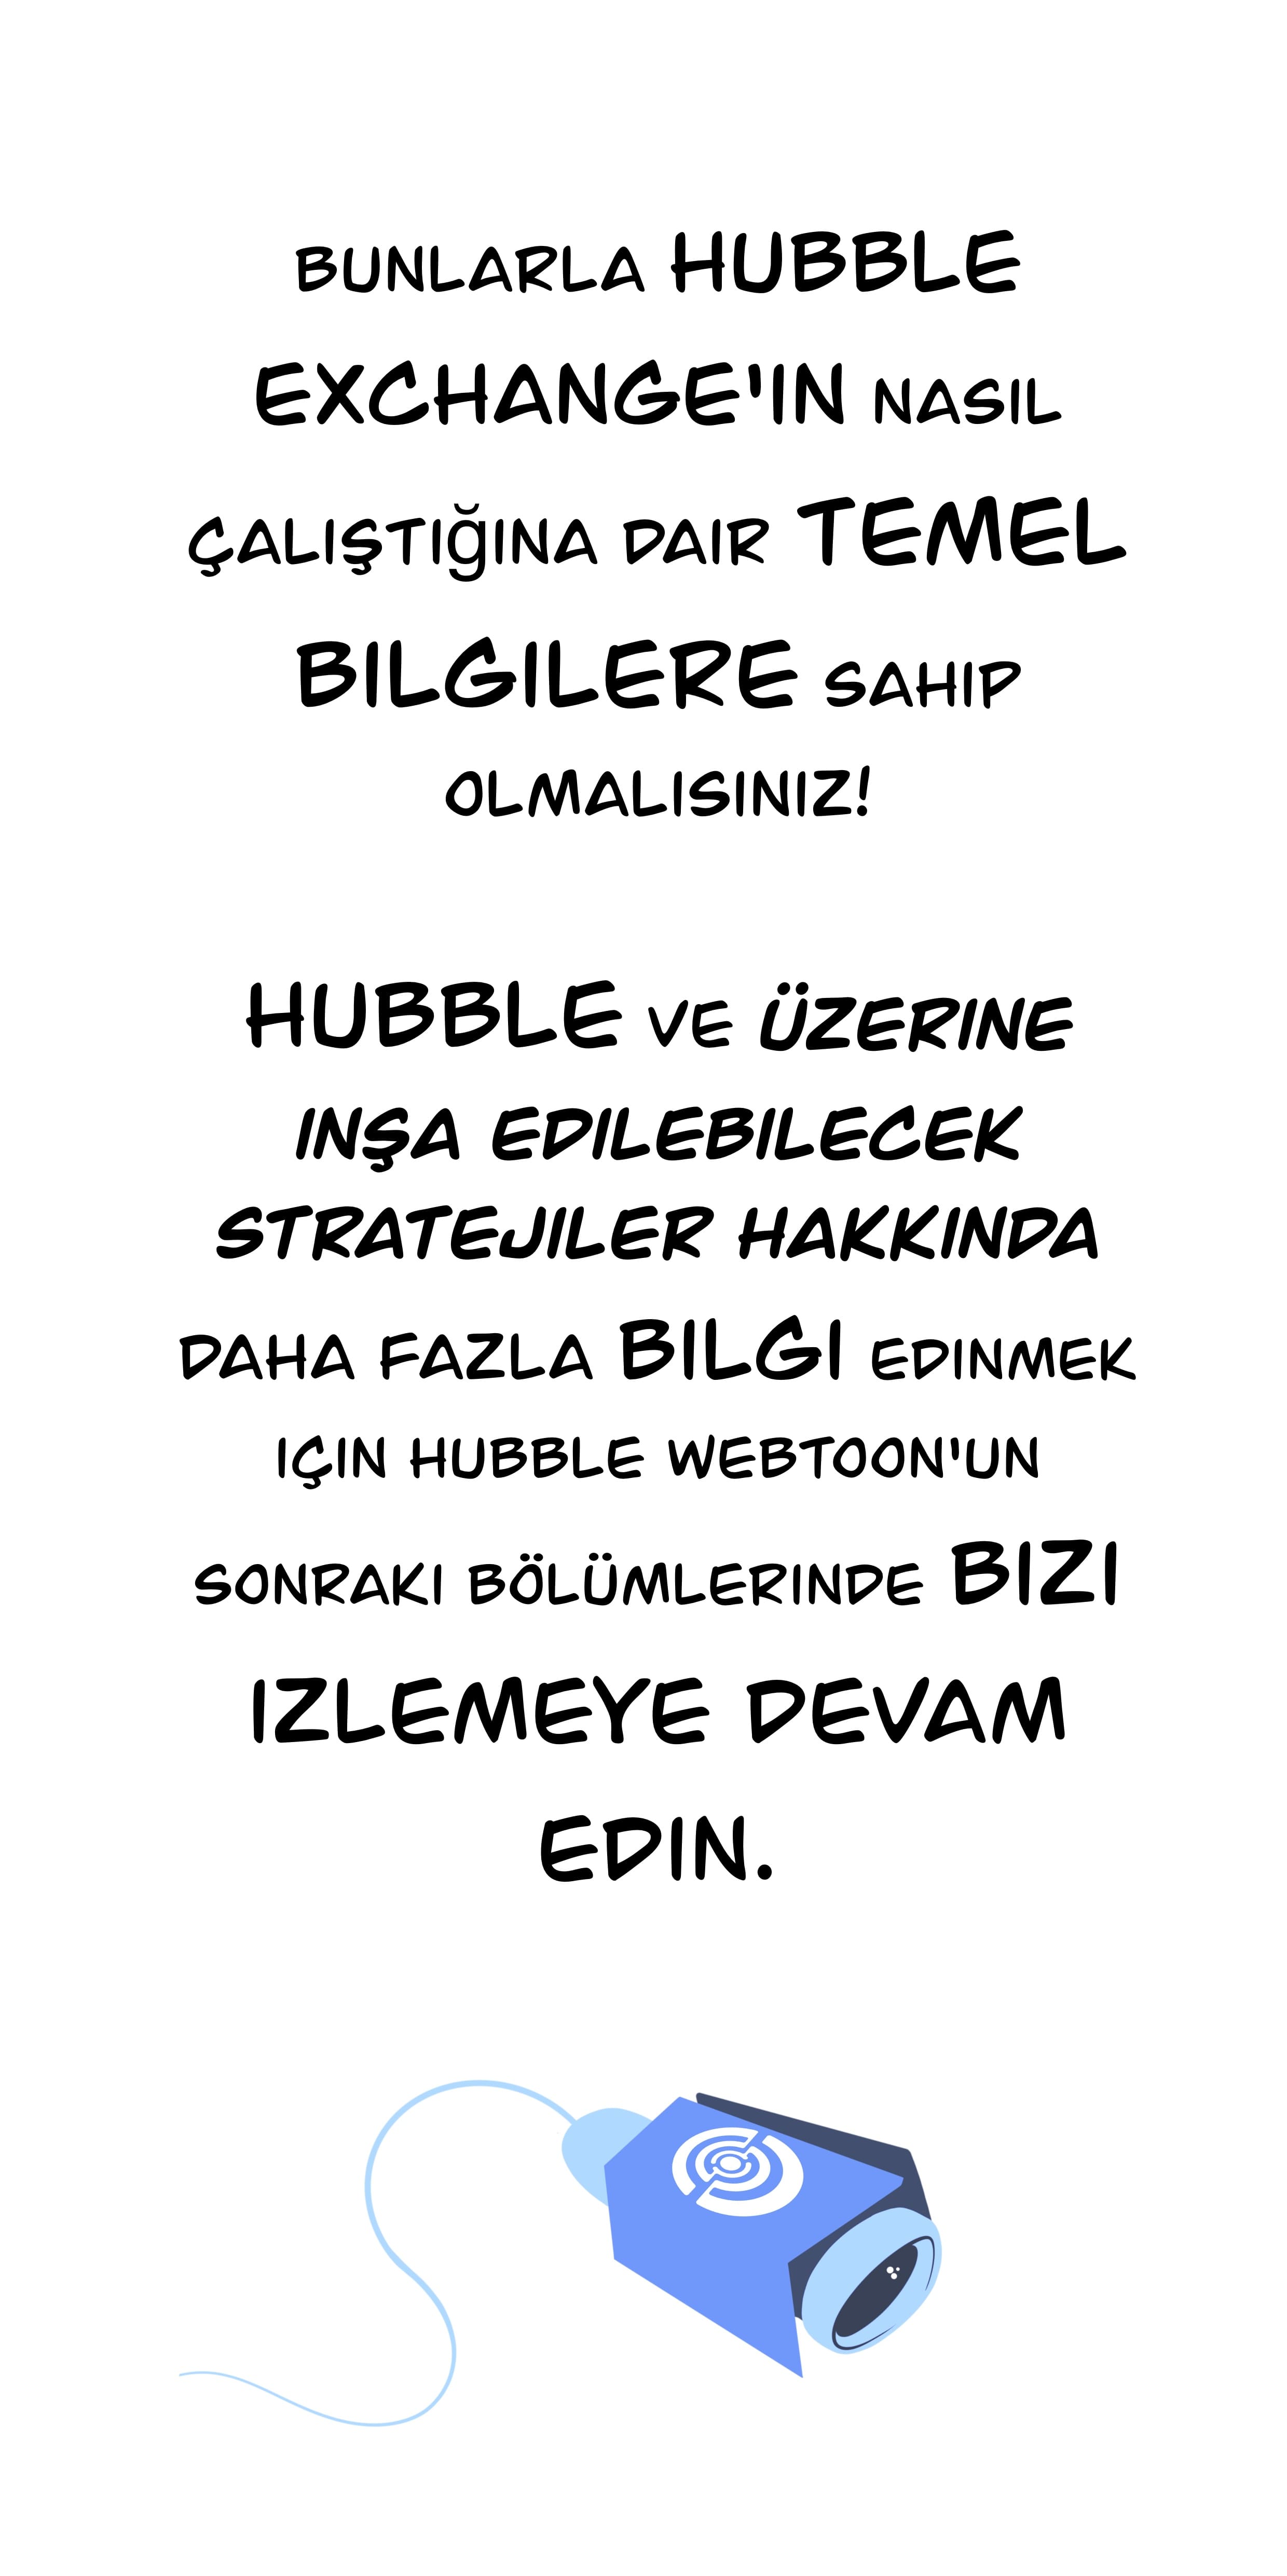 BUNLARLA HUBBLE
EXCHANGE'IN NASIL
ÇALIŞTIğINA DAIR TEMEL
BILGILERE SAHIP
OLMALISINIZ!
HUBBLE VE ÜZERINE
INŞA EDILEBILECEK
STRATEJILER HAKKINDA
DAHA FAZLA BILGI EDINMEK
IÇIN HUBBLE WEBTOON'UN
SONRAKI BÖLÜMLERINDE BIZI
IZLEMEYE DEVAM
EDIN.